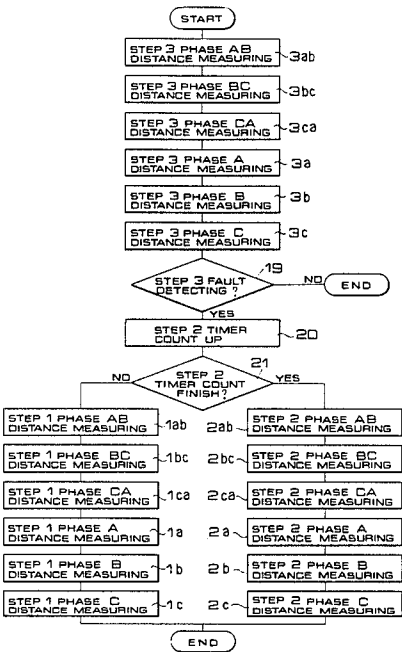 START
STEP 3 PHASE AB
DISTANCE MEASURING
3ab
STEP 3 PHASE BC
DISTANCE MEASURING
3bc
STEP 3 PHASE CA
DISTANCE MEASURING
3ca
STEP 3 PHASE A
DISTANCE MEASURING
3a
STEP 3 PHASE B
DISTANCE MEASURING
3b
STEP 3 PHASE C
DISTANCE MEASURING
3c
19
STEP 3 FAULT
DETECTING?
NO
END
YES
STEP 2 TIMER
COUNT UP
20
21
NO
STEP 2
TIMER COUNT
FINISH?
YES
STEP 1 PHASE AB
DISTANCE MEASURING
1ab
2ab
STEP 2 PHASE AB
DISTANCE MEASURING
STEP 1 PHASE BC
DISTANCE MEASURING
1bc
2bc
STEP 2 PHASE BC
DISTANCE MEASURING
STEP 1 PHASE CA
DISTANCE MEASURING
1ca
2ca
STEP 2 PHASE CA
DISTANCE MEASURING
STEP 1 PHASE A
DISTANCE MEASURING
1a
2a
STEP 2 PHASE A
DISTANCE MEASURING
STEP 1 PHASE B
DISTANCE MEASURING
1b
2b
STEP 2 PHASE B
DISTANCE MEASURING
STEP 1 PHASE C
DISTANCE MEASURING
1c
2c
STEP 2 PHASE C
DISTANCE MEASURING
END